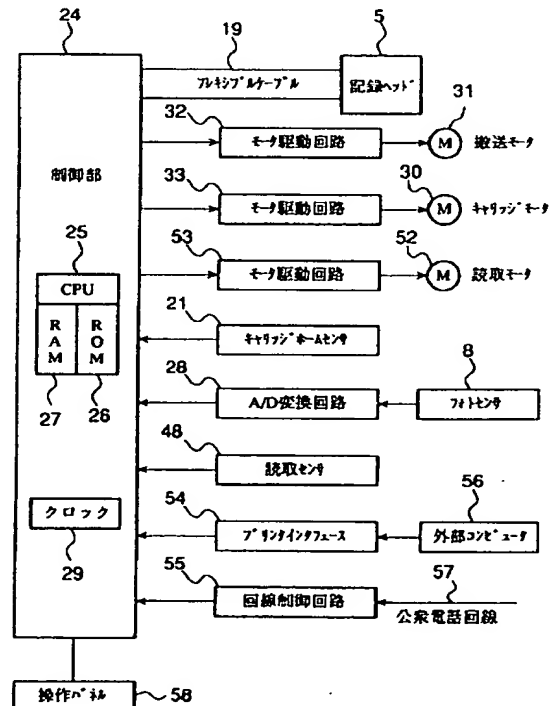 24
19
5
フレキシブルケーブル
記録ヘッド
32
31
モータ駆動回路
M
搬送モータ
制御部
33
30
モータ駆動回路
M
キャリッジモータ
25
53
52
モータ駆動回路
M
読取モータ
CPU
RAM
ROM
21
キャリッジホームセンサ
27
26
28
8
A/D変換回路
フォトセンサ
48
読取センサ
クロック
29
54
56
プリンタインタフェース
外部コンピュータ
55
57
回線制御回路
公衆電話回線
操作パネル
58